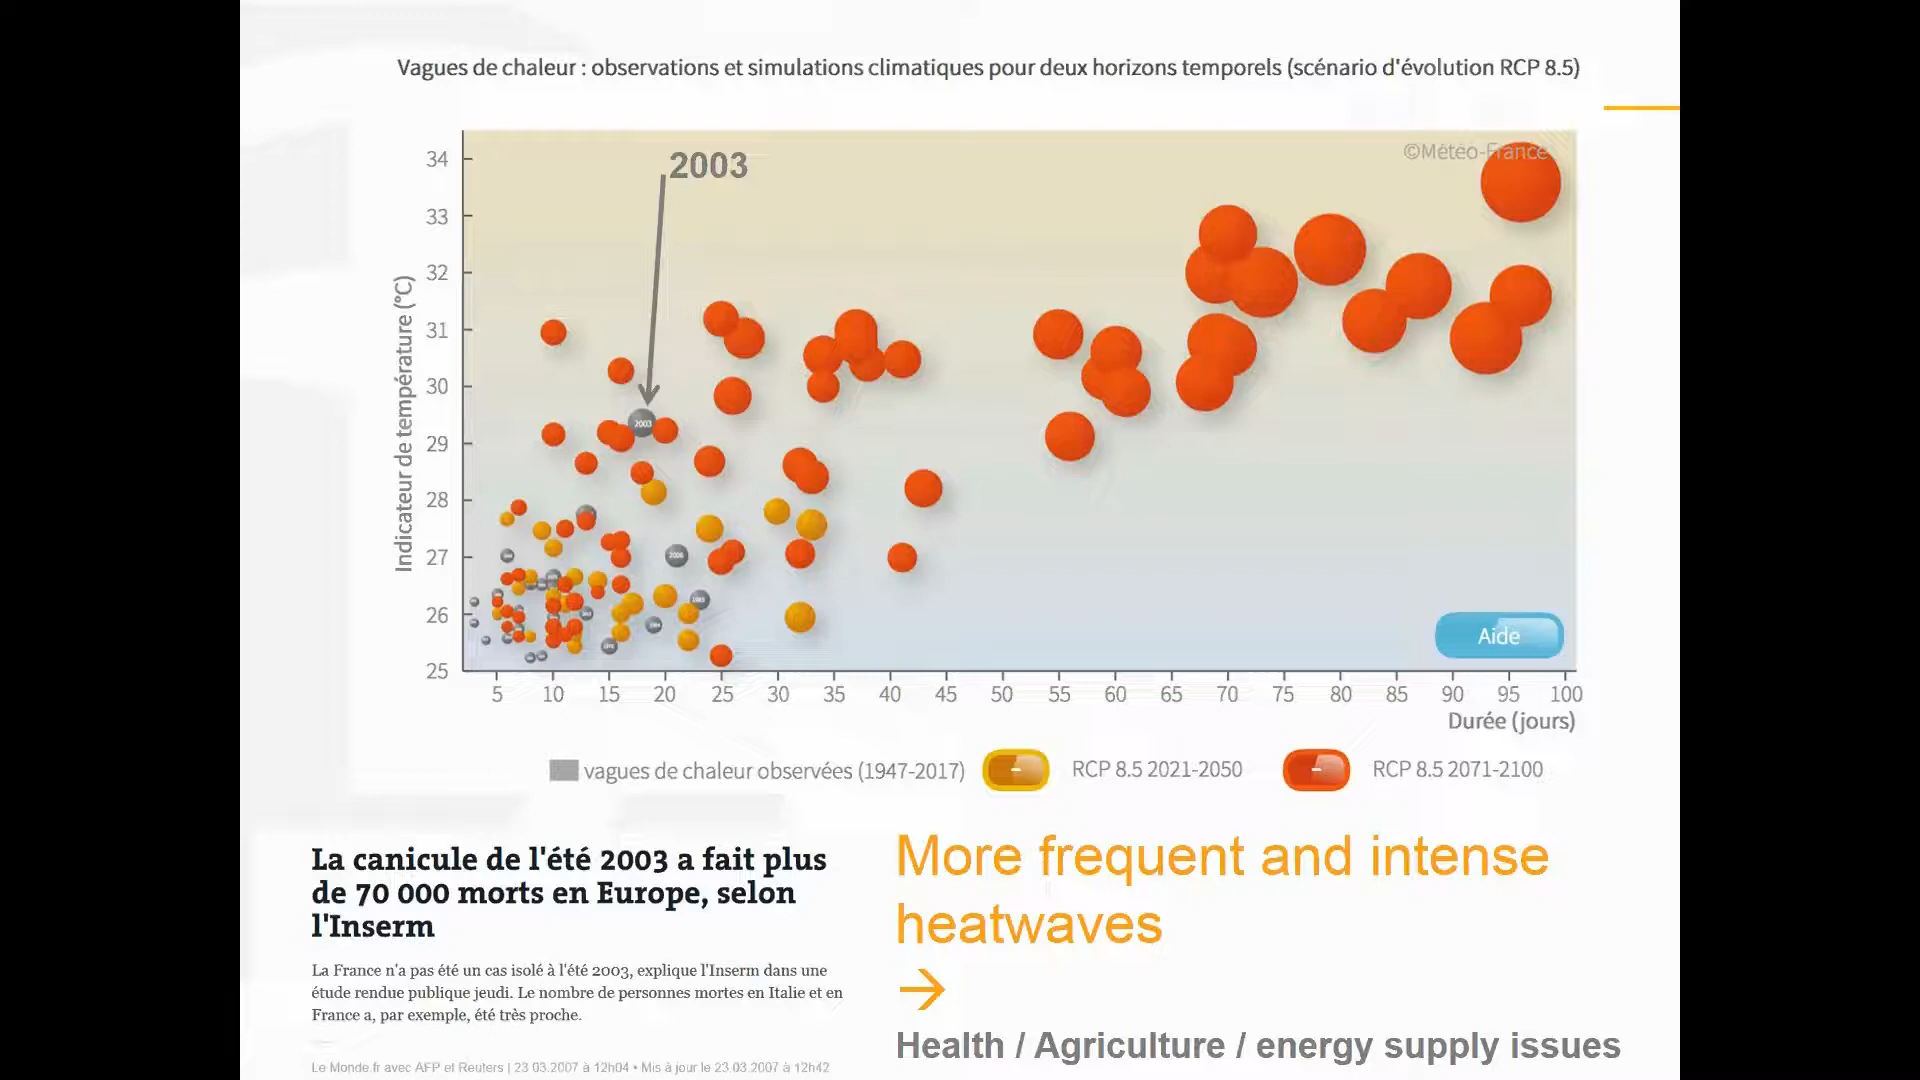 Vagues de chaleur : observations et simulations climatiques pour deux horizons temporels (scénario d'évolution RCP 8.5)
©Météo-France
2003
34
33
32
31
30
29
28
27
26
25
Indicateur de température (°C)
2003
2006
1983
Aide
5 10 15 20 25 30 35 40 45 50 55 60 65 70 75 80 85 90 95 100
Durée (jours)
vagues de chaleur observées (1947-2017)
RCP 8.5 2021-2050
RCP 8.5 2071-2100
La canicule de l'été 2003 a fait plus
de 70 000 morts en Europe, selon
l'Inserm
La France n'a pas été un cas isolé à l'été 2003, explique l'Inserm dans une
étude rendue publique jeudi. Le nombre de personnes mortes en Italie et en
France a, par exemple, été très proche.
Le Monde.fr avec AFP et Reuters | 23.03.2007 à 12h04 • Mis à jour le 23.03.2007 à 12h42
More frequent and intense
heatwaves
→
Health / Agriculture / energy supply issues